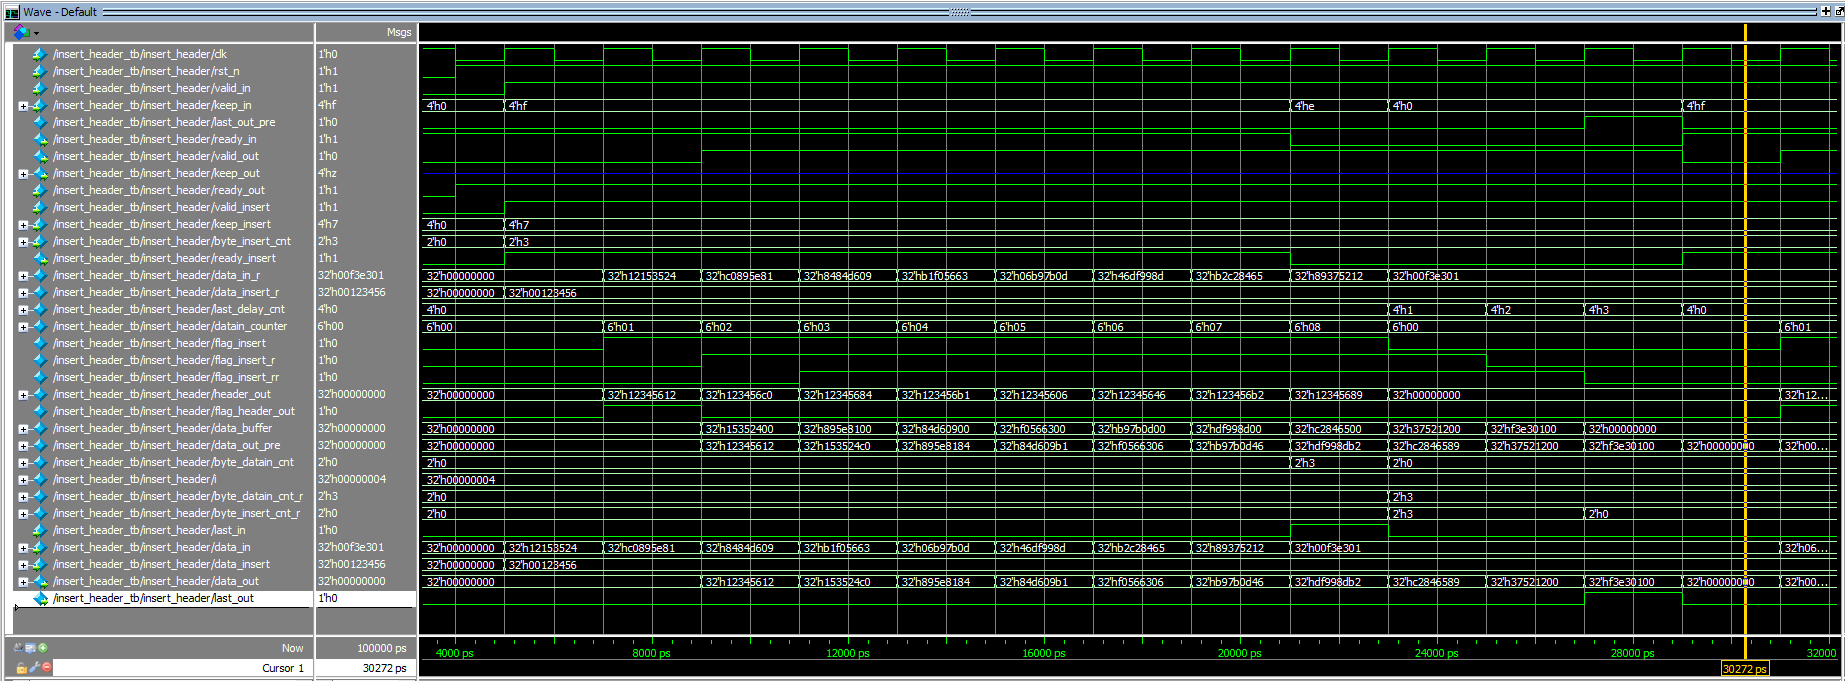 Wave - Default
Msgs
/insert_header_tb/insert_header/clk 1'h0
/insert_header_tb/insert_header/rst_n 1'h1
/insert_header_tb/insert_header/valid_in 1'h1
/insert_header_tb/insert_header/keep_in 4'hf 4'h0 4'hf 4'he 4'h0 4'hf
/insert_header_tb/insert_header/last_out_pre 1'h0
/insert_header_tb/insert_header/ready_in 1'h1
/insert_header_tb/insert_header/valid_out 1'h0
/insert_header_tb/insert_header/keep_out 4'hz
/insert_header_tb/insert_header/ready_out 1'h1
/insert_header_tb/insert_header/valid_insert 1'h1
/insert_header_tb/insert_header/keep_insert 4'h7 4'h0 4'h7
/insert_header_tb/insert_header/byte_insert_cnt 2'h3 2'h0 2'h3
/insert_header_tb/insert_header/ready_insert 1'h1
/insert_header_tb/insert_header/data_in_r 32'h00f3e301 32'h00000000 32'h12153524 32'hc0895e81 32'h8484d609 32'hb1f05663 32'h06b97b0d 32'h46df998d 32'hb2c28465 32'h89375212 32'h00f3e301
/insert_header_tb/insert_header/data_insert_r 32'h00123456 32'h00000000 32'h00123456
/insert_header_tb/insert_header/last_delay_cnt 4'h0 4'h0 4'h1 4'h2 4'h3 4'h0
/insert_header_tb/insert_header/datain_counter 6'h00 6'h00 6'h01 6'h02 6'h03 6'h04 6'h05 6'h06 6'h07 6'h08 6'h00 6'h01
/insert_header_tb/insert_header/flag_insert 1'h0
/insert_header_tb/insert_header/flag_insert_r 1'h0
/insert_header_tb/insert_header/flag_insert_rr 1'h0
/insert_header_tb/insert_header/header_out 32'h00000000 32'h00000000 32'h12345612 32'h123456c0 32'h12345684 32'h123456b1 32'h12345606 32'h12345646 32'h123456b2 32'h12345689 32'h00000000 32'h12...
/insert_header_tb/insert_header/flag_header_out 1'h0
/insert_header_tb/insert_header/data_buffer 32'h00000000 32'h00000000 32'h15352400 32'h895e8100 32'h84d60900 32'hf0566300 32'hb97b0d00 32'hdf998d00 32'hc2846500 32'h37521200 32'hf3e30100 32'h00000000
/insert_header_tb/insert_header/data_out_pre 32'h00000000 32'h00000000 32'h12345612 32'h153524c0 32'h895e8184 32'h84d609b1 32'hf0566306 32'hb97b0d46 32'hdf998db2 32'hc2846589 32'h37521200 32'hf3e30100 32'h00000000 32'h00...
/insert_header_tb/insert_header/byte_datain_cnt 2'h0 2'h0 2'h3 2'h0
/insert_header_tb/insert_header/i 32'h00000004 32'h00000004
/insert_header_tb/insert_header/byte_datain_cnt_r 2'h3 2'h0 2'h3
/insert_header_tb/insert_header/byte_insert_cnt_r 2'h0 2'h0 2'h3 2'h0
/insert_header_tb/insert_header/last_in 1'h0
/insert_header_tb/insert_header/data_in 32'h00f3e301 32'h00000000 32'h12153524 32'hc0895e81 32'h8484d609 32'hb1f05663 32'h06b97b0d 32'h46df998d 32'hb2c28465 32'h89375212 32'h00f3e301 32'h06...
/insert_header_tb/insert_header/data_insert 32'h00123456 32'h00000000 32'h00123456
/insert_header_tb/insert_header/data_out 32'h00000000 32'h00000000 32'h12345612 32'h153524c0 32'h895e8184 32'h84d609b1 32'hf0566306 32'hb97b0d46 32'hdf998db2 32'hc2846589 32'h37521200 32'hf3e30100 32'h00000000 32'h00...
/insert_header_tb/insert_header/last_out 1'h0
Now 100000 ps 4000 ps 8000 ps 12000 ps 16000 ps 20000 ps 24000 ps 28000 ps 32000
Cursor 1 30272 ps 30272 ps